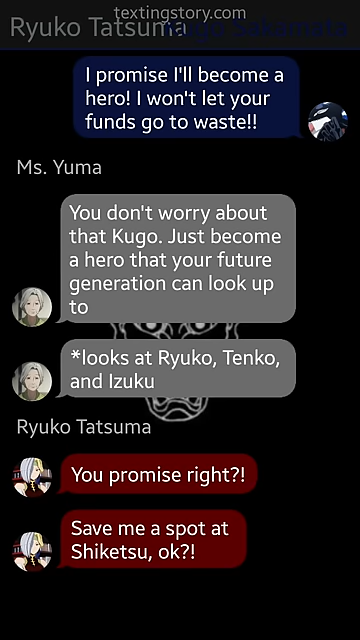 textingstory.com
Ryuko Tatsuma
Kugo Sakamata
I promise I'll become a
hero! I won't let your
funds go to waste!!
Ms. Yuma
You don't worry about
that Kugo. Just become
a hero that your future
generation can look up
to
*looks at Ryuko, Tenko,
and Izuku
Ryuko Tatsuma
You promise right?!
Save me a spot at
Shiketsu, ok?!